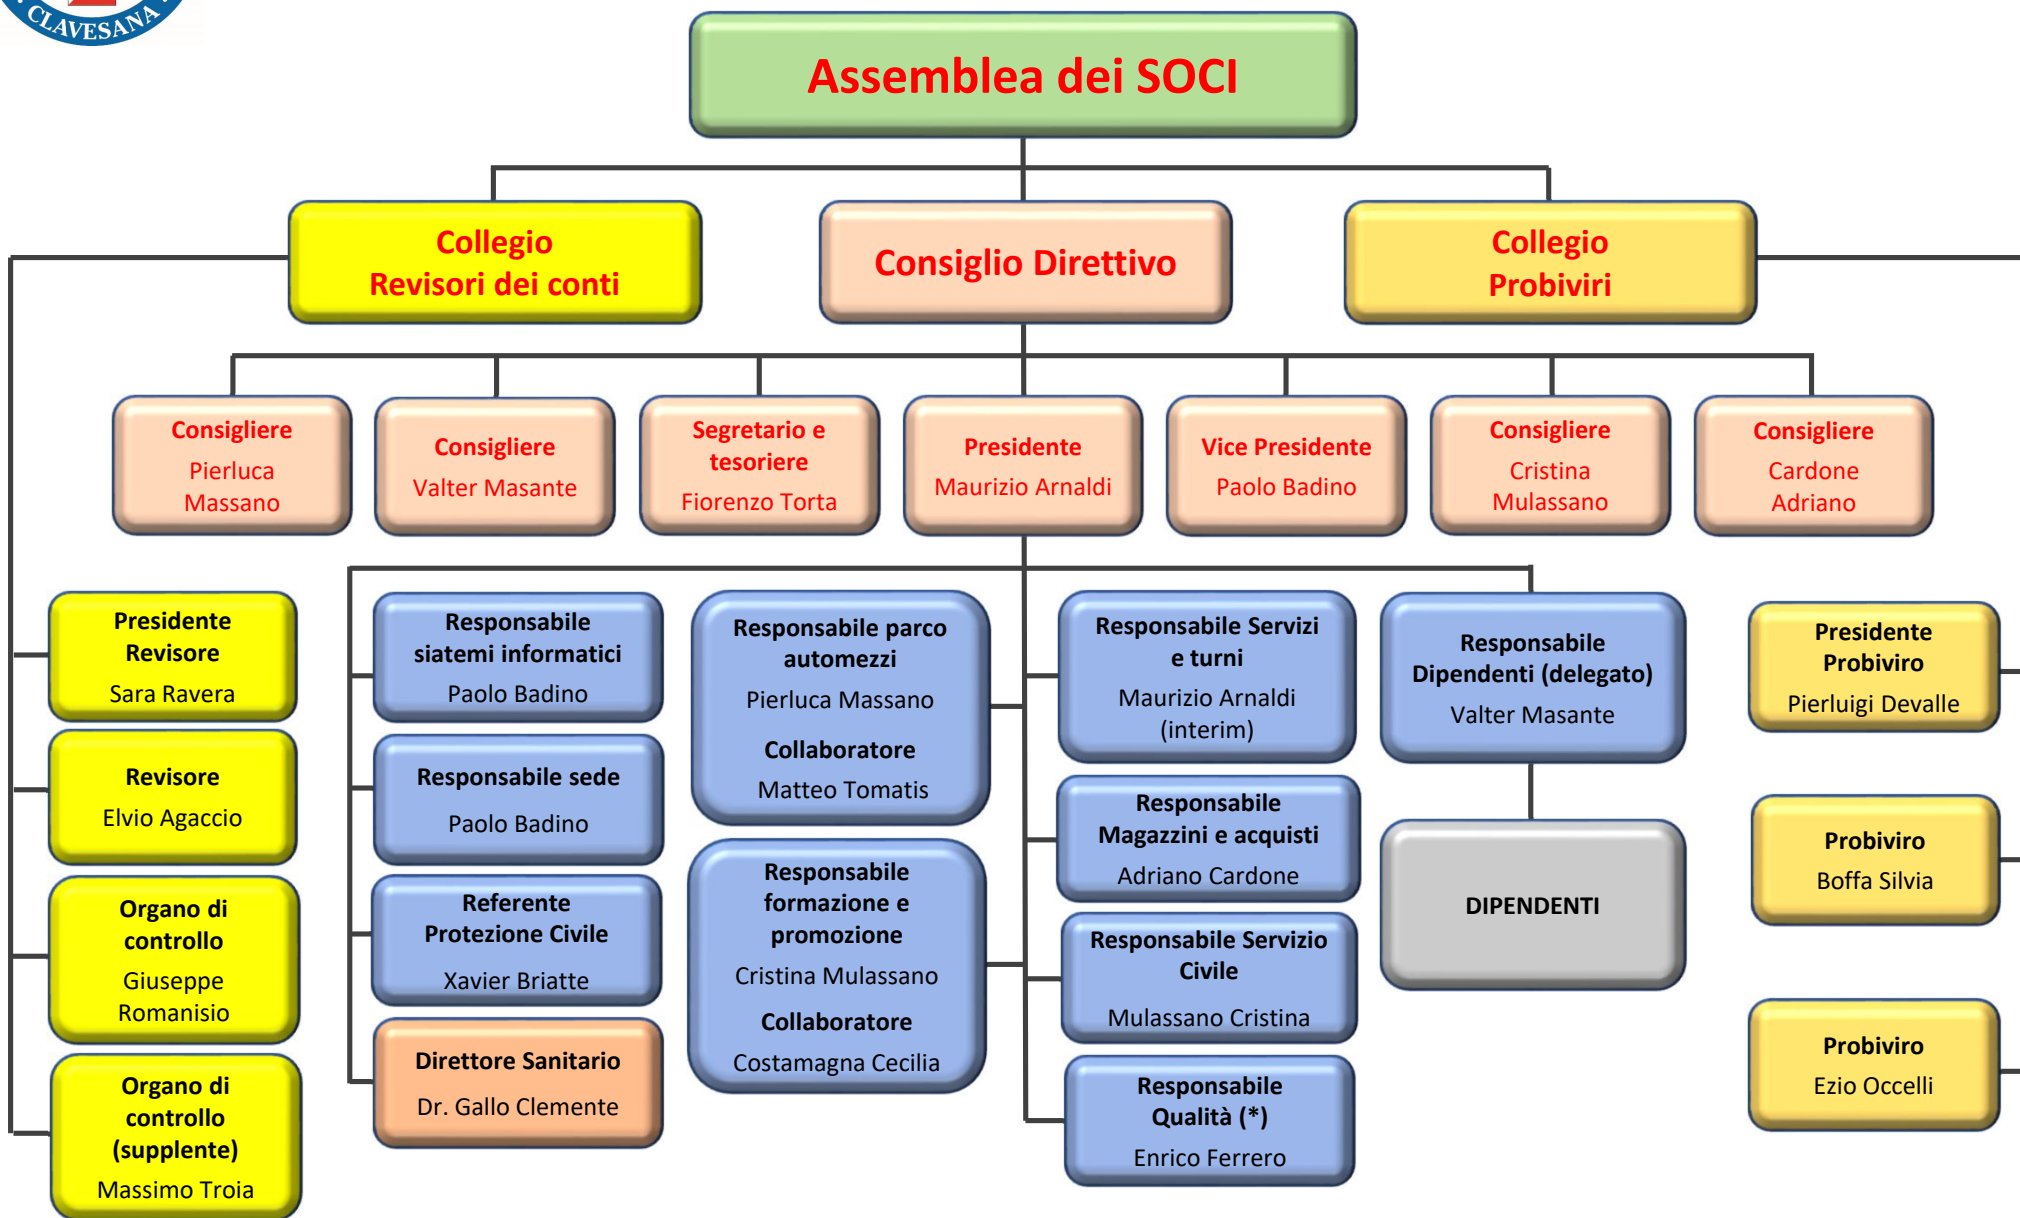 CLAVESANA
Assemblea dei SOCI
Collegio
Revisori dei conti
Consiglio Direttivo
Collegio
Probiviri
Consigliere
Pierluca
Massano
Consigliere
Valter Masante
Segretario e
tesoriere
Fiorenzo Torta
Presidente
Maurizio Arnaldi
Vice Presidente
Paolo Badino
Consigliere
Cristina
Mulassano
Consigliere
Cardone
Adriano
Presidente
Revisore
Sara Ravera
Revisore
Elvio Agaccio
Organo di
controllo
Giuseppe
Romanisio
Organo di
controllo
(supplente)
Massimo Troia
Responsabile
siatemi informatici
Paolo Badino
Responsabile sede
Paolo Badino
Referente
Protezione Civile
Xavier Briatte
Direttore Sanitario
Dr. Gallo Clemente
Responsabile parco
automezzi
Pierluca Massano
Collaboratore
Matteo Tomatis
Responsabile
formazione e
promozione
Cristina Mulassano
Collaboratore
Costamagna Cecilia
Responsabile Servizi
e turni
Maurizio Arnaldi
(interim)
Responsabile
Magazzini e acquisti
Adriano Cardone
Responsabile Servizio
Civile
Mulassano Cristina
Responsabile
Qualità (*)
Enrico Ferrero
Responsabile
Dipendenti (delegato)
Valter Masante
DIPENDENTI
Presidente
Probiviro
Pierluigi Devalle
Probiviro
Boffa Silvia
Probiviro
Ezio Occelli